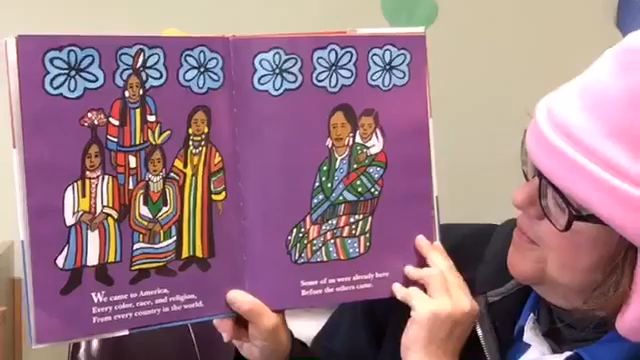 We came to America,
Every color, race, and religion,
From every country in the world.
Some of us were already here
Before the others came.